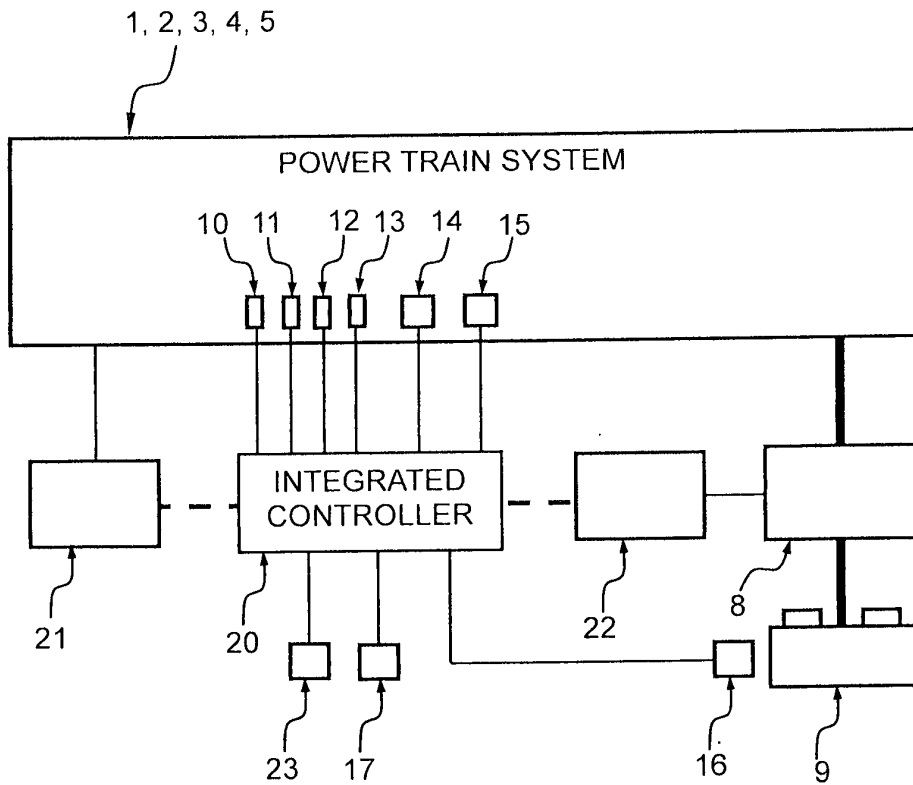 1, 2, 3, 4, 5
POWER TRAIN SYSTEM
10 11 12 13 14 15
INTEGRATED
CONTROLLER
21 20 22 8
23 17 16 9